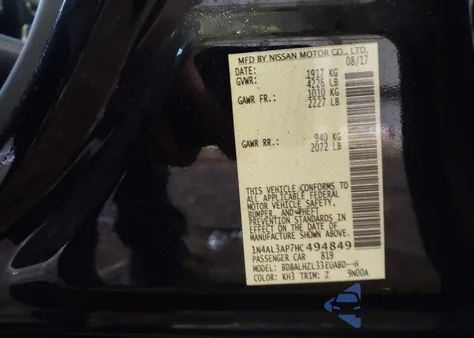 MFD BY NISSAN MOTOR CO., LTD.
DATE: 08/17
GVWR: 1917 KG
4226 LB
GAWR FR.: 1010 KG
2227 LB
GAWR RR.: 940 KG
2072 LB
THIS VEHICLE CONFORMS TO
ALL APPLICABLE FEDERAL
MOTOR VEHICLE SAFETY,
BUMPER, AND THEFT
PREVENTION STANDARDS IN
EFFECT ON THE DATE OF
MANUFACTURE SHOWN ABOVE.
1N4AL3AP7HC494849
PASSENGER CAR 819
MODEL: BDBALHZL33EUABD--H
COLOR: KH3 TRIM: Z 9N00A